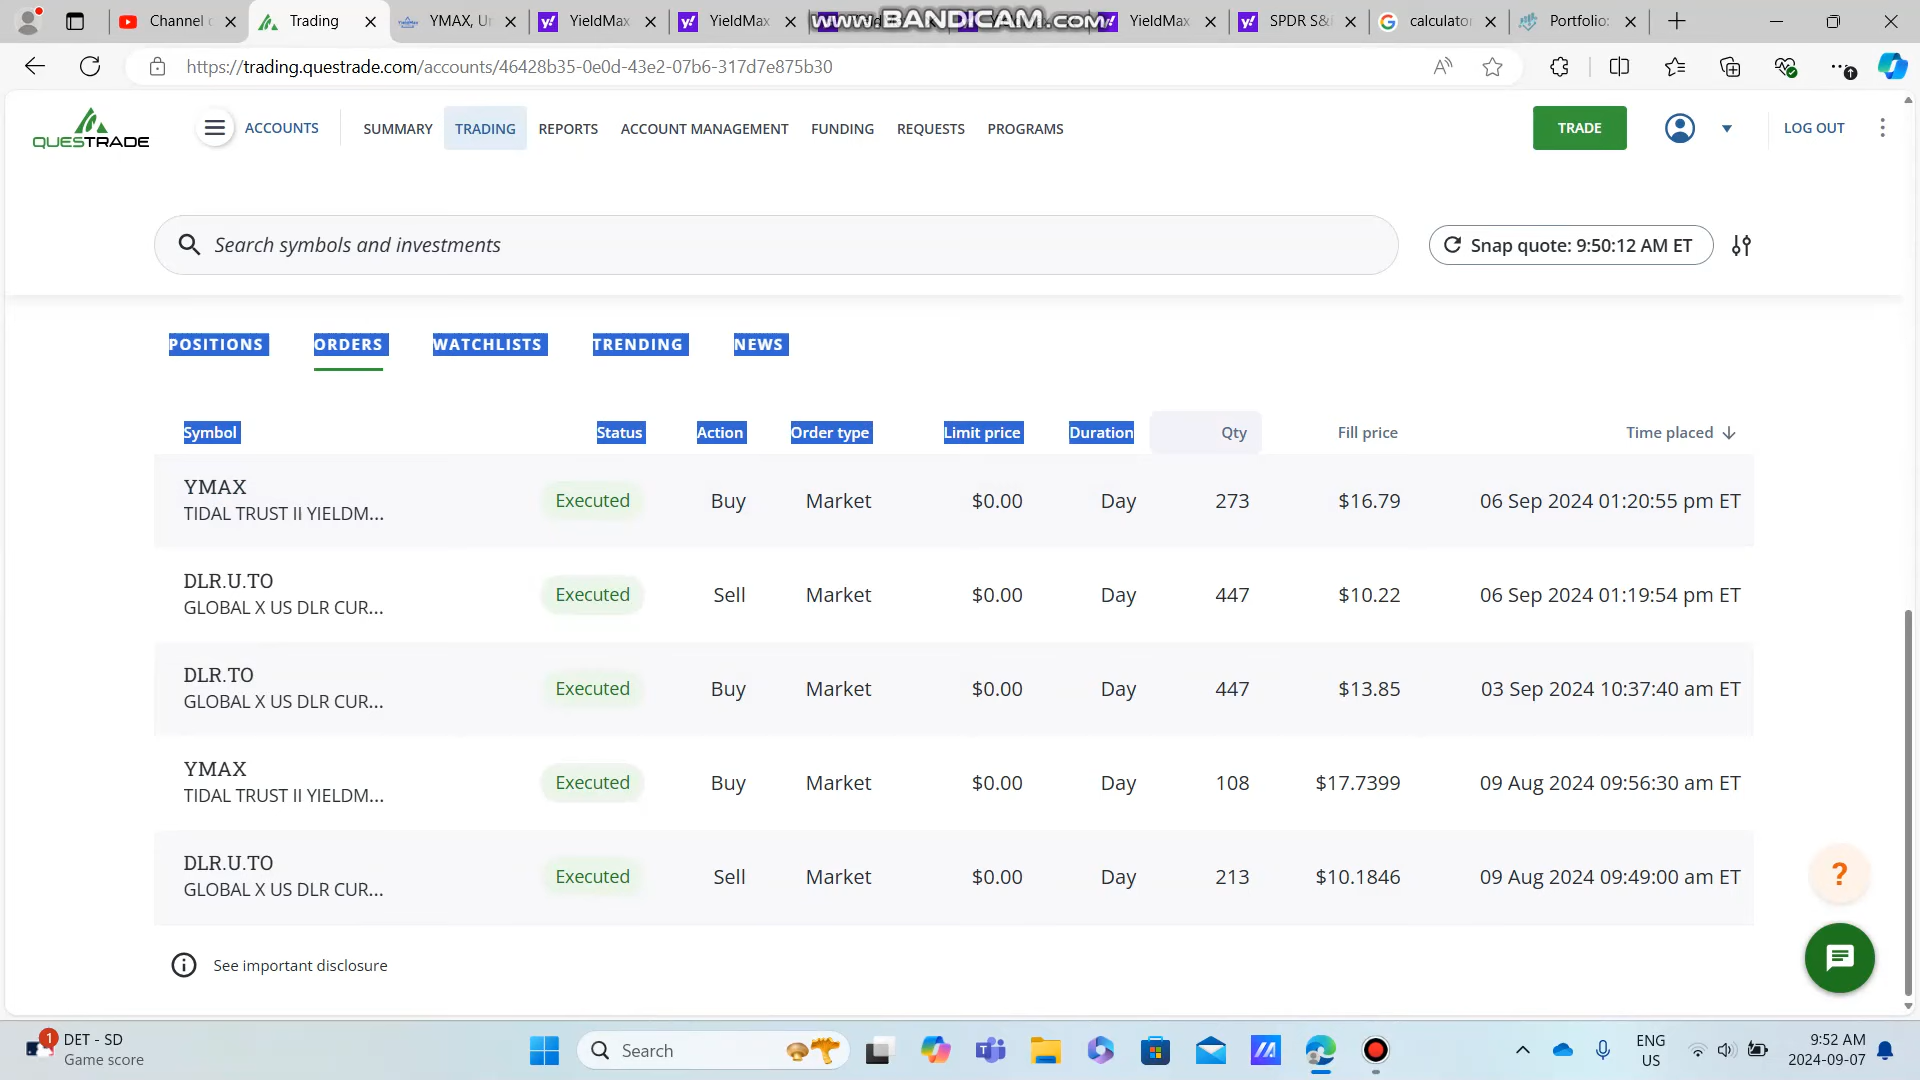 Channel
Trading
YMAX, U
YieldMax
YieldMax
YieldMax
SPDR S&
calculator
Portfolio:
www.BANDICAM.com
https://trading.questrade.com/accounts/46428b35-0e0d-43e2-07b6-317d7e875b30
QUESTRADE
ACCOUNTS
SUMMARY
TRADING
REPORTS
ACCOUNT MANAGEMENT
FUNDING
REQUESTS
PROGRAMS
TRADE
LOG OUT
Search symbols and investments
Snap quote: 9:50:12 AM ET
POSITIONS ORDERS WATCHLISTS TRENDING NEWS
Symbol Status Action Order type Limit price Duration Qty Fill price Time placed
YMAX Executed Buy Market $0.00 Day 273 $16.79 06 Sep 2024 01:20:55 pm ET
TIDAL TRUST II YIELDM...
DLR.U.TO Executed Sell Market $0.00 Day 447 $10.22 06 Sep 2024 01:19:54 pm ET
GLOBAL X US DLR CUR...
DLR.TO Executed Buy Market $0.00 Day 447 $13.85 03 Sep 2024 10:37:40 am ET
GLOBAL X US DLR CUR...
YMAX Executed Buy Market $0.00 Day 108 $17.7399 09 Aug 2024 09:56:30 am ET
TIDAL TRUST II YIELDM...
DLR.U.TO Executed Sell Market $0.00 Day 213 $10.1846 09 Aug 2024 09:49:00 am ET
GLOBAL X US DLR CUR...
?
See important disclosure
1
DET - SD
Game score
Search
ENG
US
9:52 AM
2024-09-07